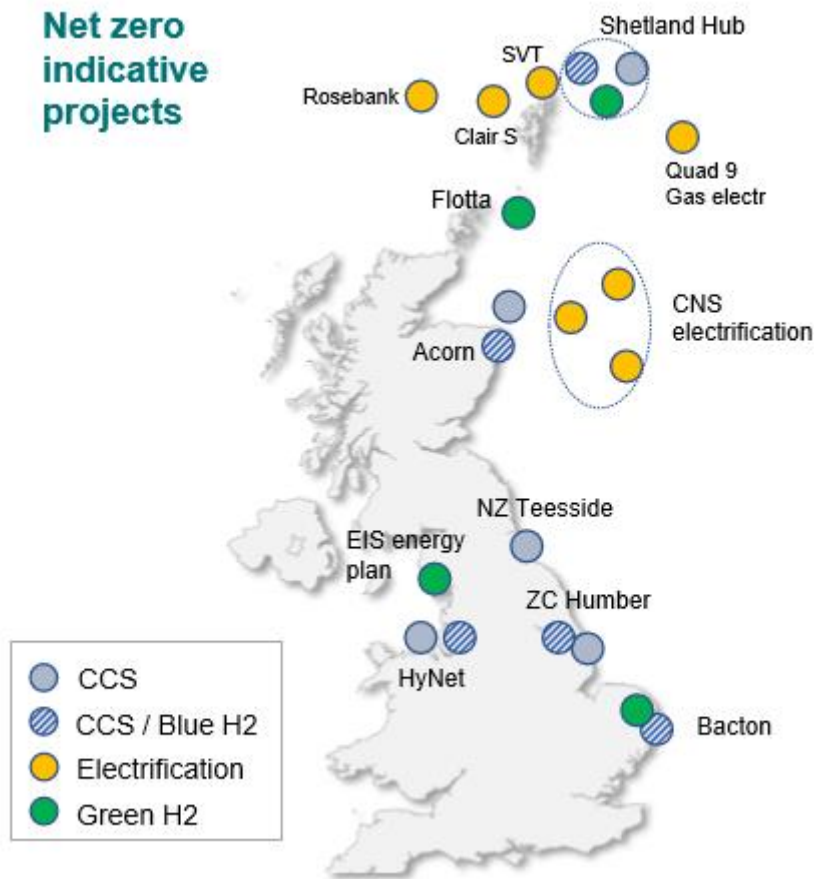 Net zero
indicative
projects
Shetland Hub
SVT
Rosebank
Clair S
Quad 9
Gas electr
Flotta
CNS
electrification
Acorn
NZ Teesside
EIS energy
plan
ZC Humber
HyNet
Bacton
CCS
CCS / Blue H2
Electrification
Green H2